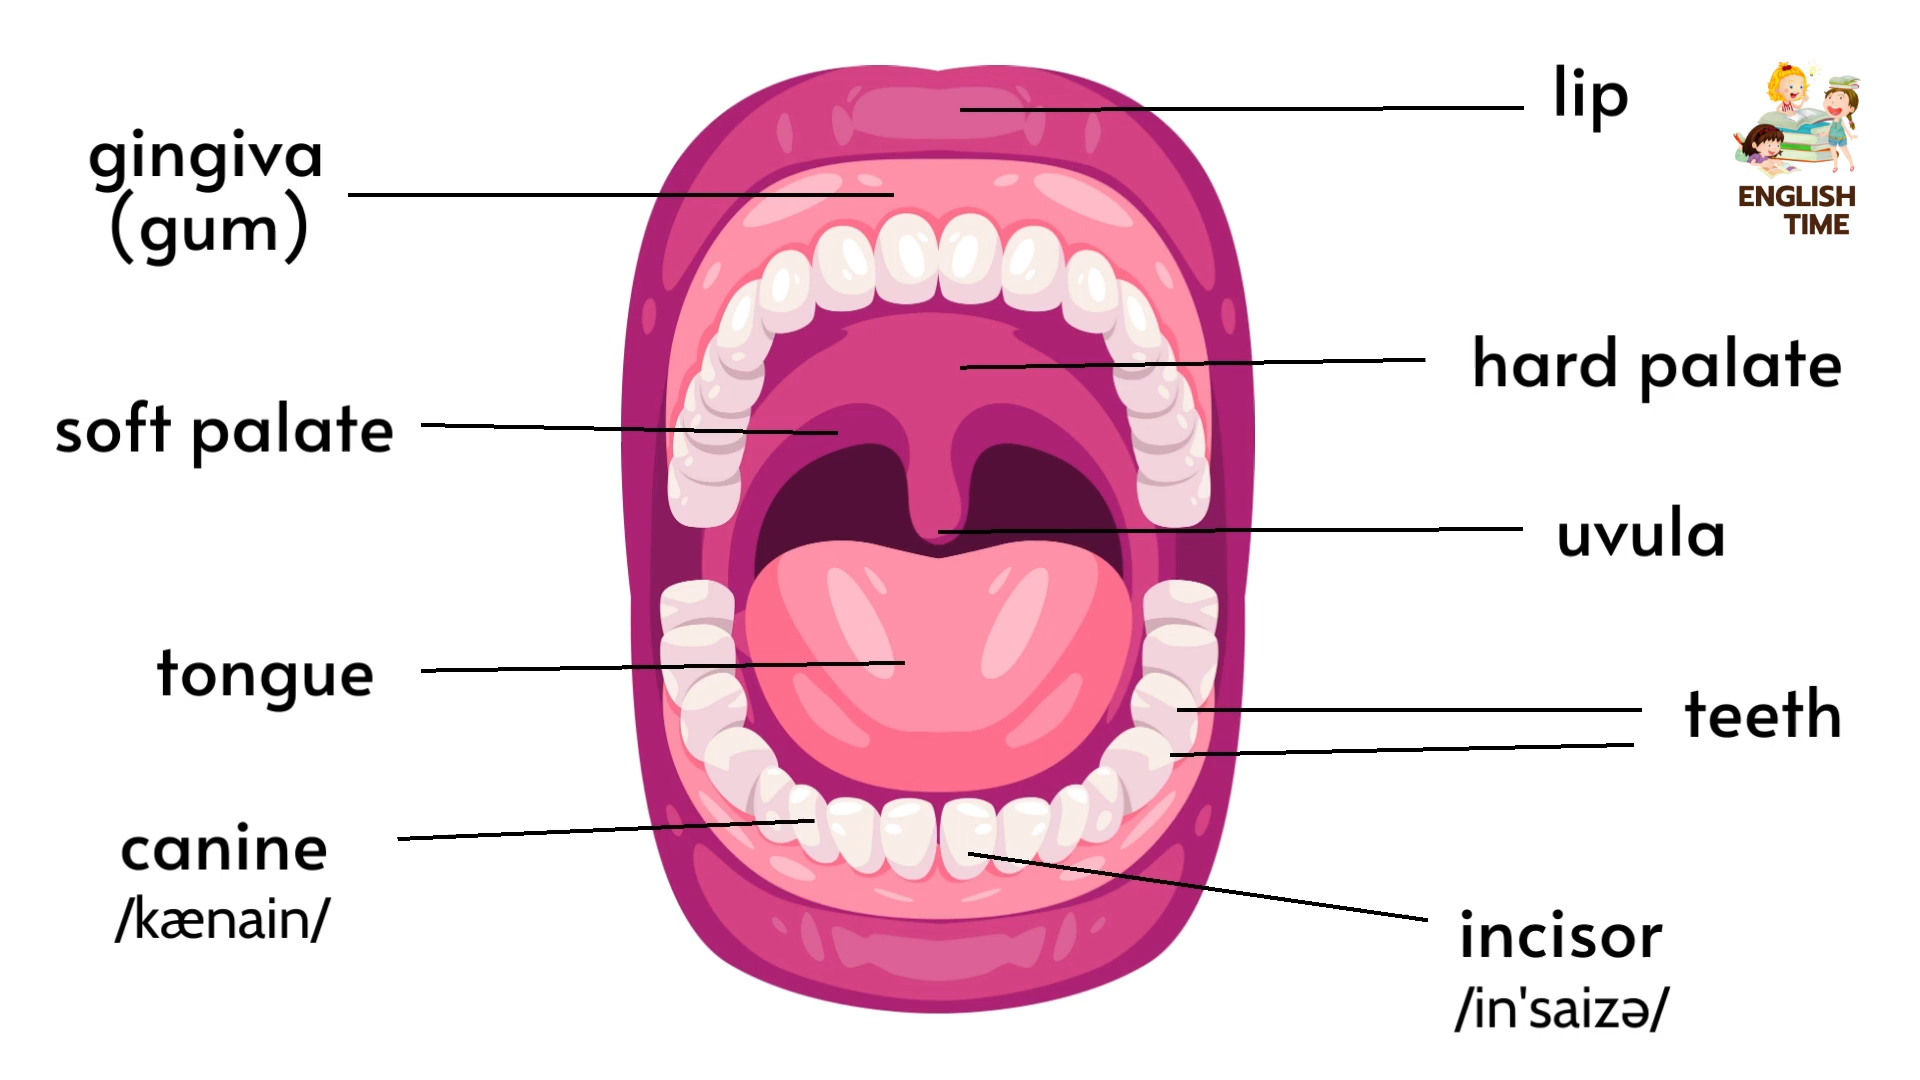 gingiva
(gum)
soft palate
tongue
canine
/kænain/
lip
hard palate
uvula
teeth
incisor
/in'saizə/
ENGLISH
TIME